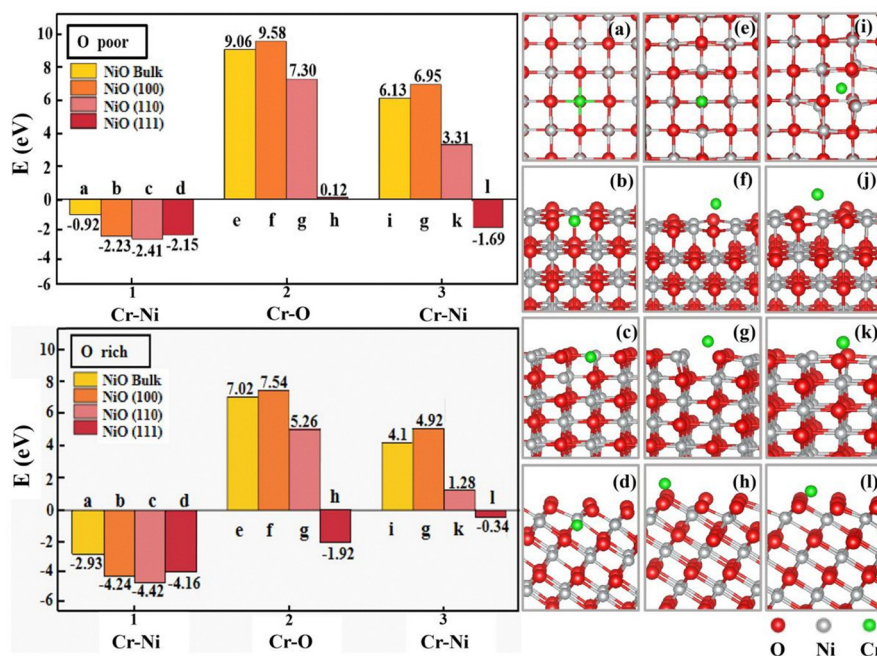 O poor
NiO Bulk
NiO (100)
NiO (110)
NiO (111)
E (eV)
10
8
6
4
2
0
-2
-4
-6
a
b
c
d
-0.92
-2.23
-2.41
-2.15
9.06
9.58
7.30
0.12
e
f
g
h
6.13
6.95
3.31
-1.69
i
g
k
l
1
2
3
Cr-Ni
Cr-O
Cr-Ni
O rich
NiO Bulk
NiO (100)
NiO (110)
NiO (111)
E (eV)
10
8
6
4
2
0
-2
-4
-6
a
b
c
d
-2.93
-4.24
-4.42
-4.16
7.02
7.54
5.26
h
e
f
g
-1.92
4.1
4.92
1.28
l
i
g
k
-0.34
1
2
3
Cr-Ni
Cr-O
Cr-Ni
(a)
(e)
(i)
(b)
(f)
(j)
(c)
(g)
(k)
(d)
(h)
(l)
O
Ni
Cr